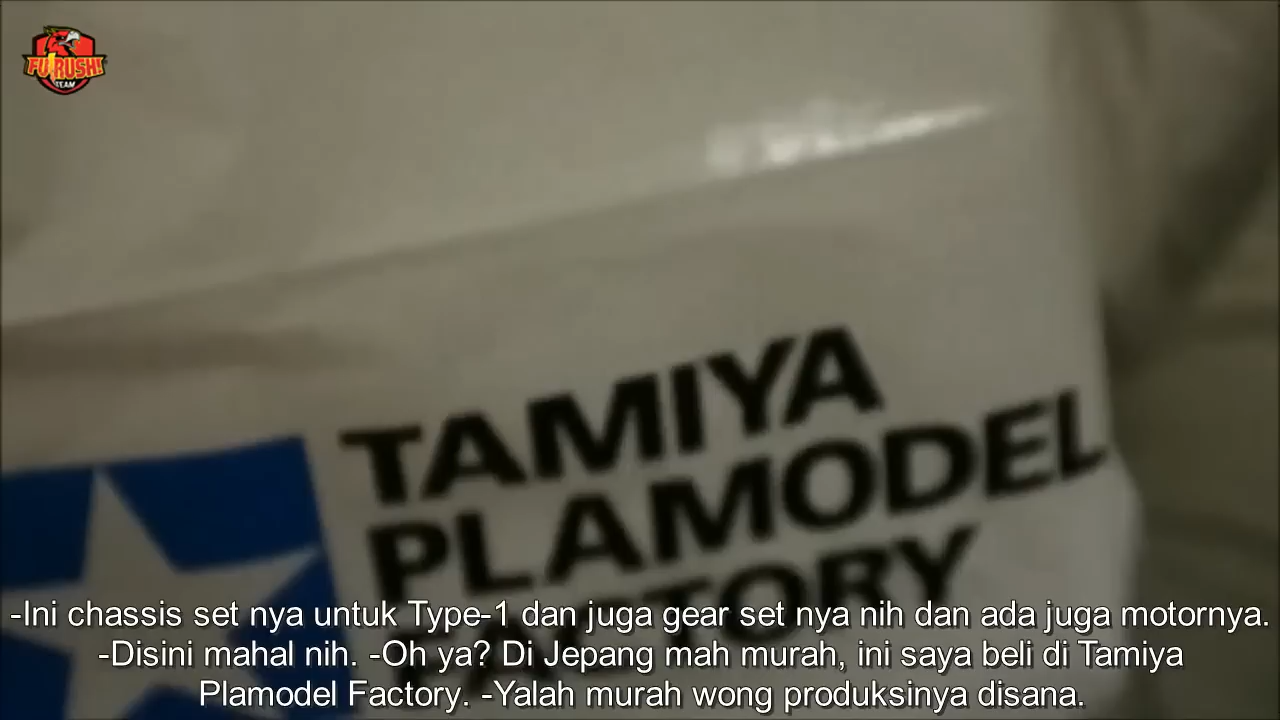 FU RUSH!
TEAM
TAMIYA
PLAMODEL
FACTORY
-Ini chassis set nya untuk Type-1 dan juga gear set nya nih dan ada juga motornya.
-Disini mahal nih. -Oh ya? Di Jepang mah murah, ini saya beli di Tamiya
Plamodel Factory. -Yalah murah wong produksinya disana.